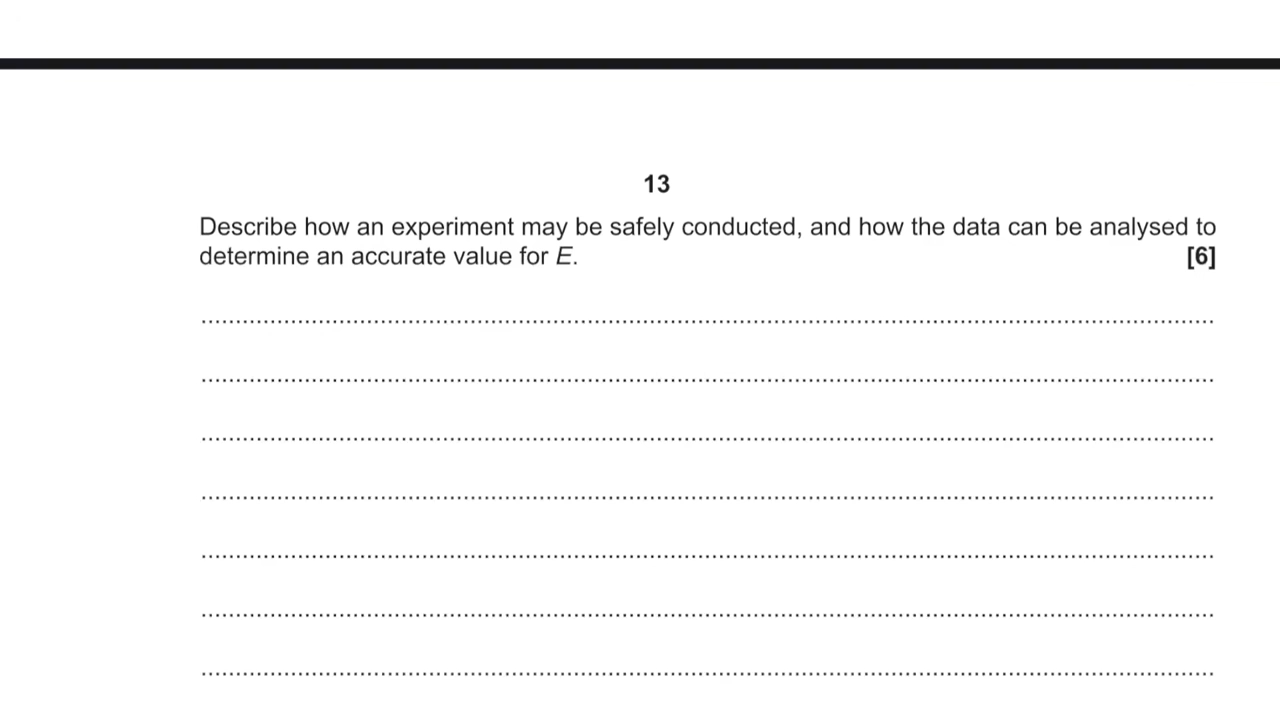 13
Describe how an experiment may be safely conducted, and how the data can be analysed to
determine an accurate value for E. [6]